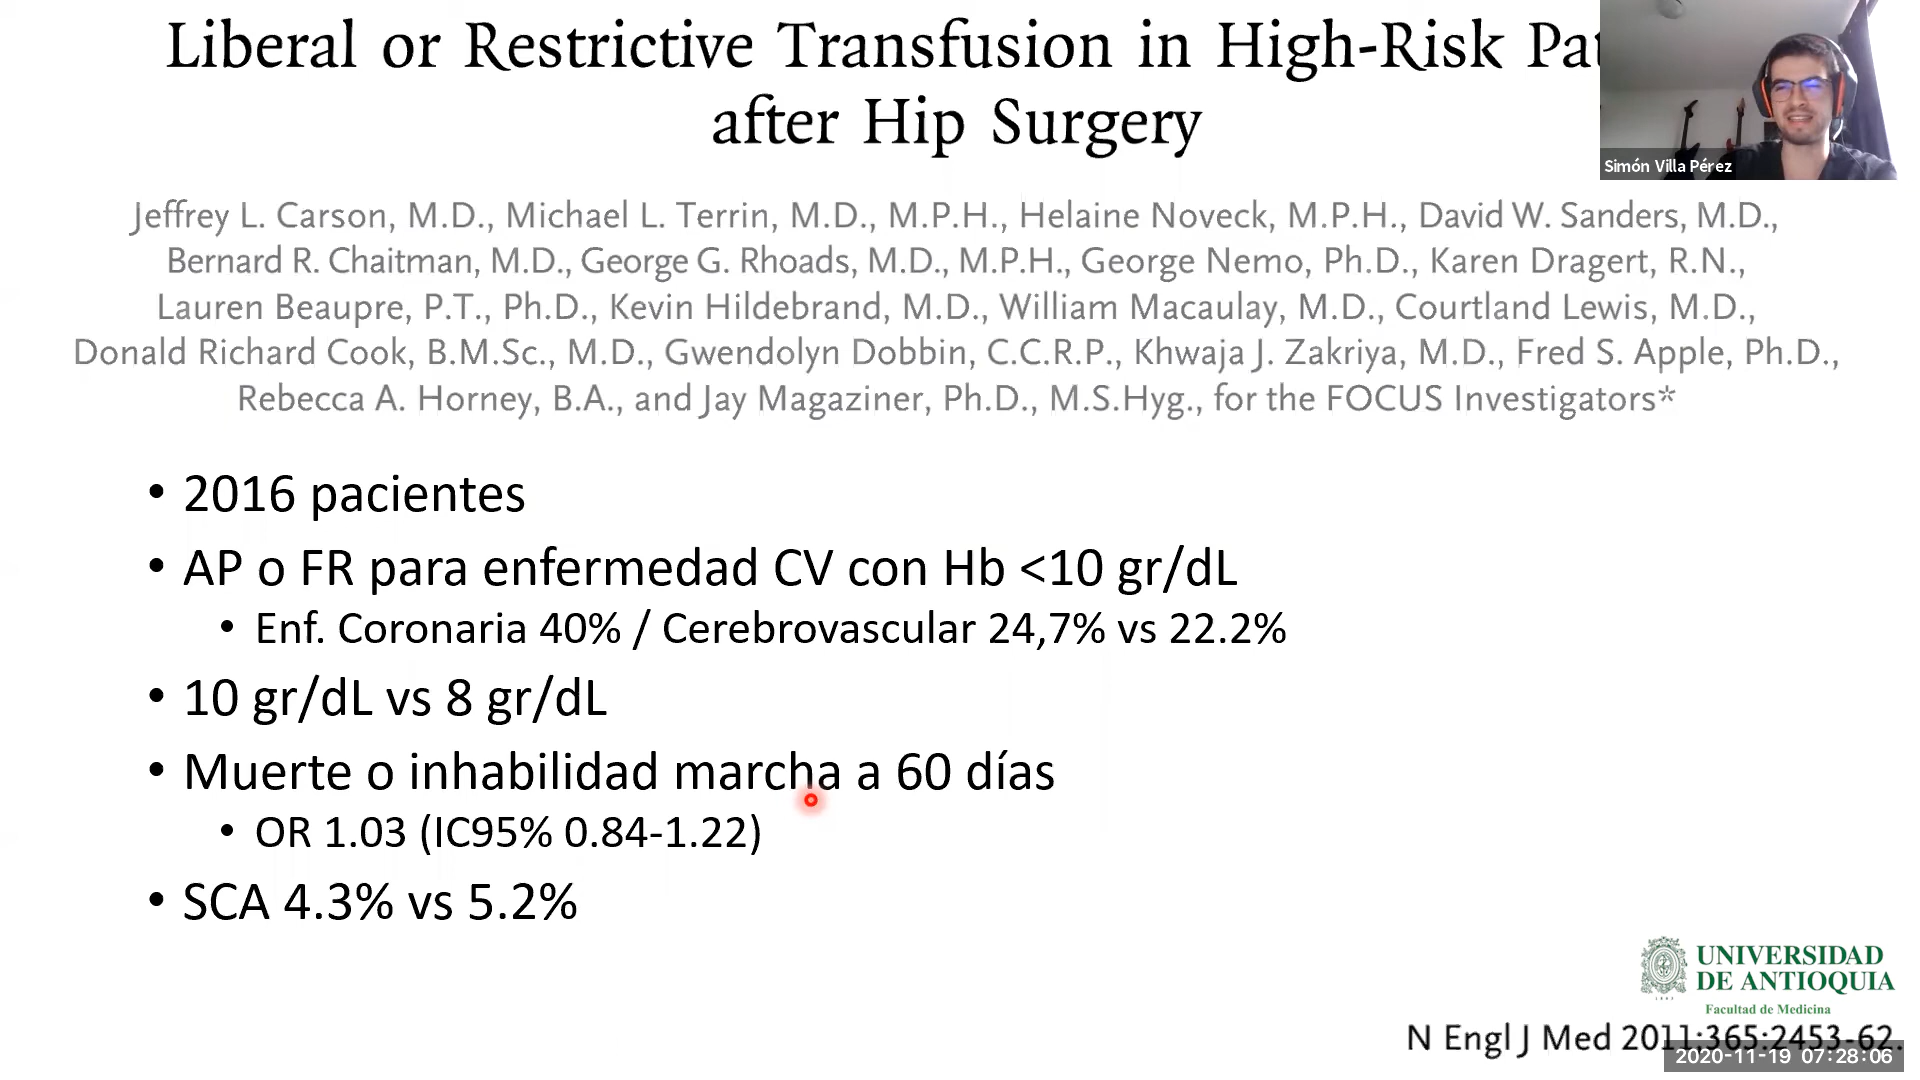 Liberal or Restrictive Transfusion in High-Risk
after Hip Surgery
Simón Villa Pérez
Jeffrey L. Carson, M.D., Michael L. Terrin, M.D., M.P.H., Helaine Noveck, M.P.H., David W. Sanders, M.D.,
Bernard R. Chaitman, M.D., George G. Rhoads, M.D., M.P.H., George Nemo, Ph.D., Karen Dragert, R.N.,
Lauren Beaupre, P.T., Ph.D., Kevin Hildebrand, M.D., William Macaulay, M.D., Courtland Lewis, M.D.,
Donald Richard Cook, B.M.Sc., M.D., Gwendolyn Dobbin, C.C.R.P., Khwaja J. Zakriya, M.D., Fred S. Apple, Ph.D.,
Rebecca A. Horney, B.A., and Jay Magaziner, Ph.D., M.S.Hyg., for the FOCUS Investigators*
• 2016 pacientes
• AP o FR para enfermedad CV con Hb <10 gr/dL
• Enf. Coronaria 40% / Cerebrovascular 24,7% vs 22.2%
• 10 gr/dL vs 8 gr/dL
• Muerte o inhabilidad marcha a 60 días
• OR 1.03 (IC95% 0.84-1.22)
• SCA 4.3% vs 5.2%
UNIVERSIDAD
DE ANTIOQUIA
Facultad de Medicina
N Engl J Med 2011;365:2453-62.
2020-11-19 07:28:06